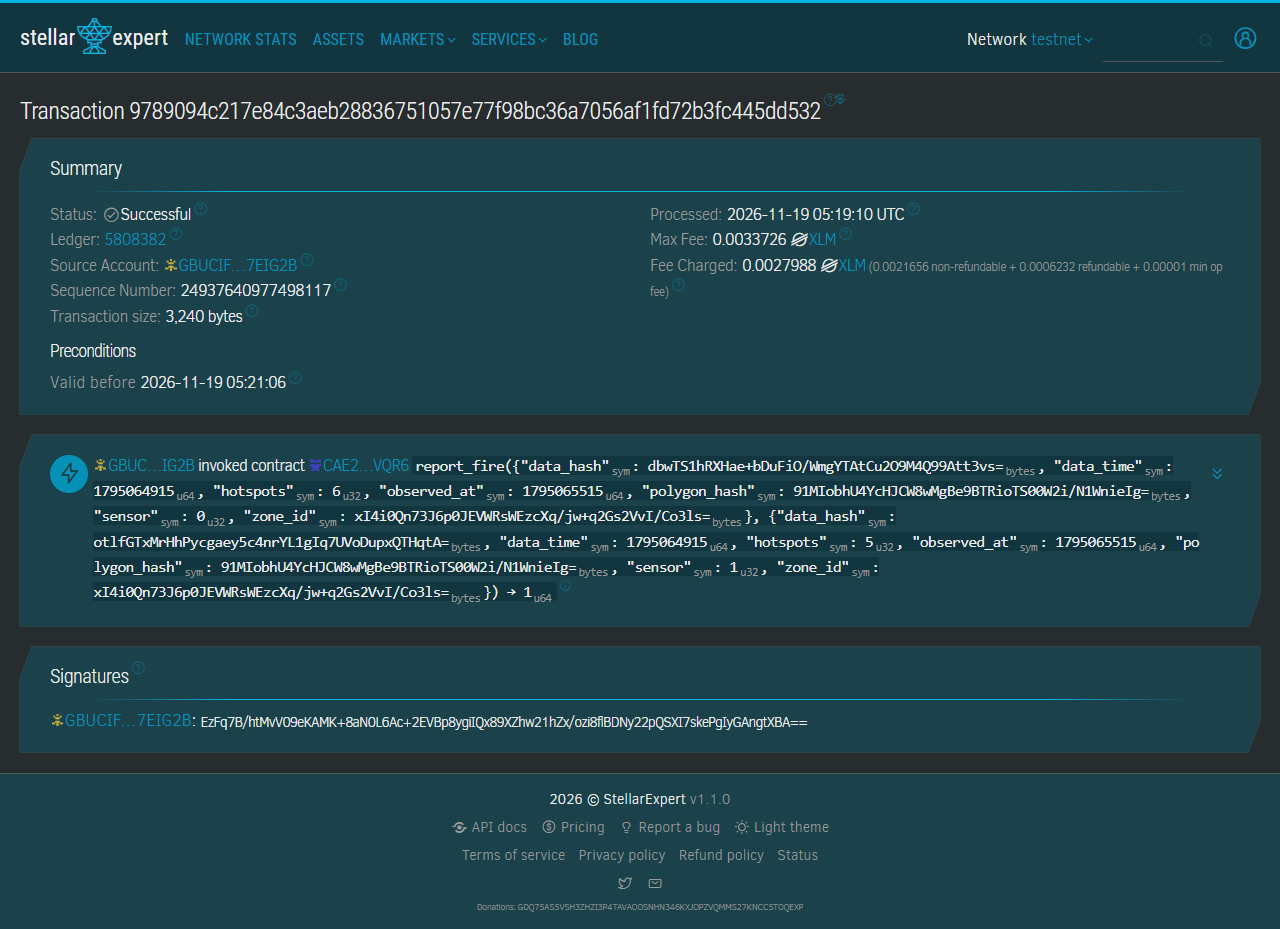 stellar expert NETWORK STATS ASSETS MARKETS SERVICES BLOG Network testnet
Transaction 9789094c217e84c3aeb28836751057e77f98bc36a7056af1fd72b3fc445dd532
Summary
Status: Successful
Ledger: 5808382
Source Account: GBUCIF…7EIG2B
Sequence Number: 24937640977498117
Transaction size: 3,240 bytes
Preconditions
Valid before 2026-11-19 05:21:06
Processed: 2026-11-19 05:19:10 UTC
Max Fee: 0.0033726 XLM
Fee Charged: 0.0027988 XLM (0.0021656 non-refundable + 0.0006232 refundable + 0.00001 min op
fee)
GBUC…IG2B invoked contract CAE2…VQR6 report_fire({"data_hash"sym: dbwTS1hRXHae+bDuFiO/WmgYTAtCu2O9M4Q99Att3vs=bytes, "data_time"sym:
1795064915u64, "hotspots"sym: 6u32, "observed_at"sym: 1795065515u64, "polygon_hash"sym: 91MIobhU4YcHJCW8wMgBe9BTRioTS00W2i/N1WnieIg=bytes,
"sensor"sym: 0u32, "zone_id"sym: xI4i0Qn73J6p0JEVWRsWEzcXq/jw+q2Gs2VvI/Co3ls=bytes}, {"data_hash"sym:
otlfGTxMrHhPycgaey5c4nrYL1gIq7UVoDupxQTHqtA=bytes, "data_time"sym: 1795064915u64, "hotspots"sym: 5u32, "observed_at"sym: 1795065515u64, "po
lygon_hash"sym: 91MIobhU4YcHJCW8wMgBe9BTRioTS00W2i/N1WnieIg=bytes, "sensor"sym: 1u32, "zone_id"sym:
xI4i0Qn73J6p0JEVWRsWEzcXq/jw+q2Gs2VvI/Co3ls=bytes}) → 1u64
Signatures
GBUCIF…7EIG2B: EzFq7B/htMvV09eKAMK+8aN0L6Ac+2EVBp8ygiIQx89XZhw21hZx/ozi8flBDNy22pQSXI7skePgIyGAngtXBA==
2026 © StellarExpert v1.1.0
API docs Pricing Report a bug Light theme
Terms of service Privacy policy Refund policy Status
Donations: GDQ75AS5VSH3ZHZI3P4TAVAOOSNHN346KXJOPZVQMMS27KNCC5TOQEXP